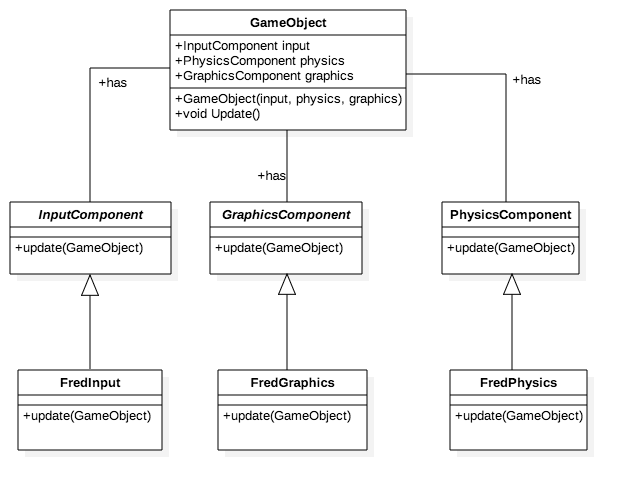 GameObject
+InputComponent input
+PhysicsComponent physics
+GraphicsComponent graphics
+GameObject(input, physics, graphics)
+void Update()
+has
+has
+has
InputComponent
+update(GameObject)
GraphicsComponent
+update(GameObject)
PhysicsComponent
+update(GameObject)
FredInput
+update(GameObject)
FredGraphics
+update(GameObject)
FredPhysics
+update(GameObject)